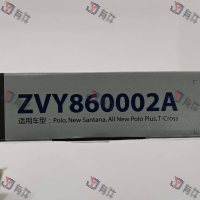 ZVY860002A
适用车型：Polo, New Santana, All New Polo Plus, T-Cross